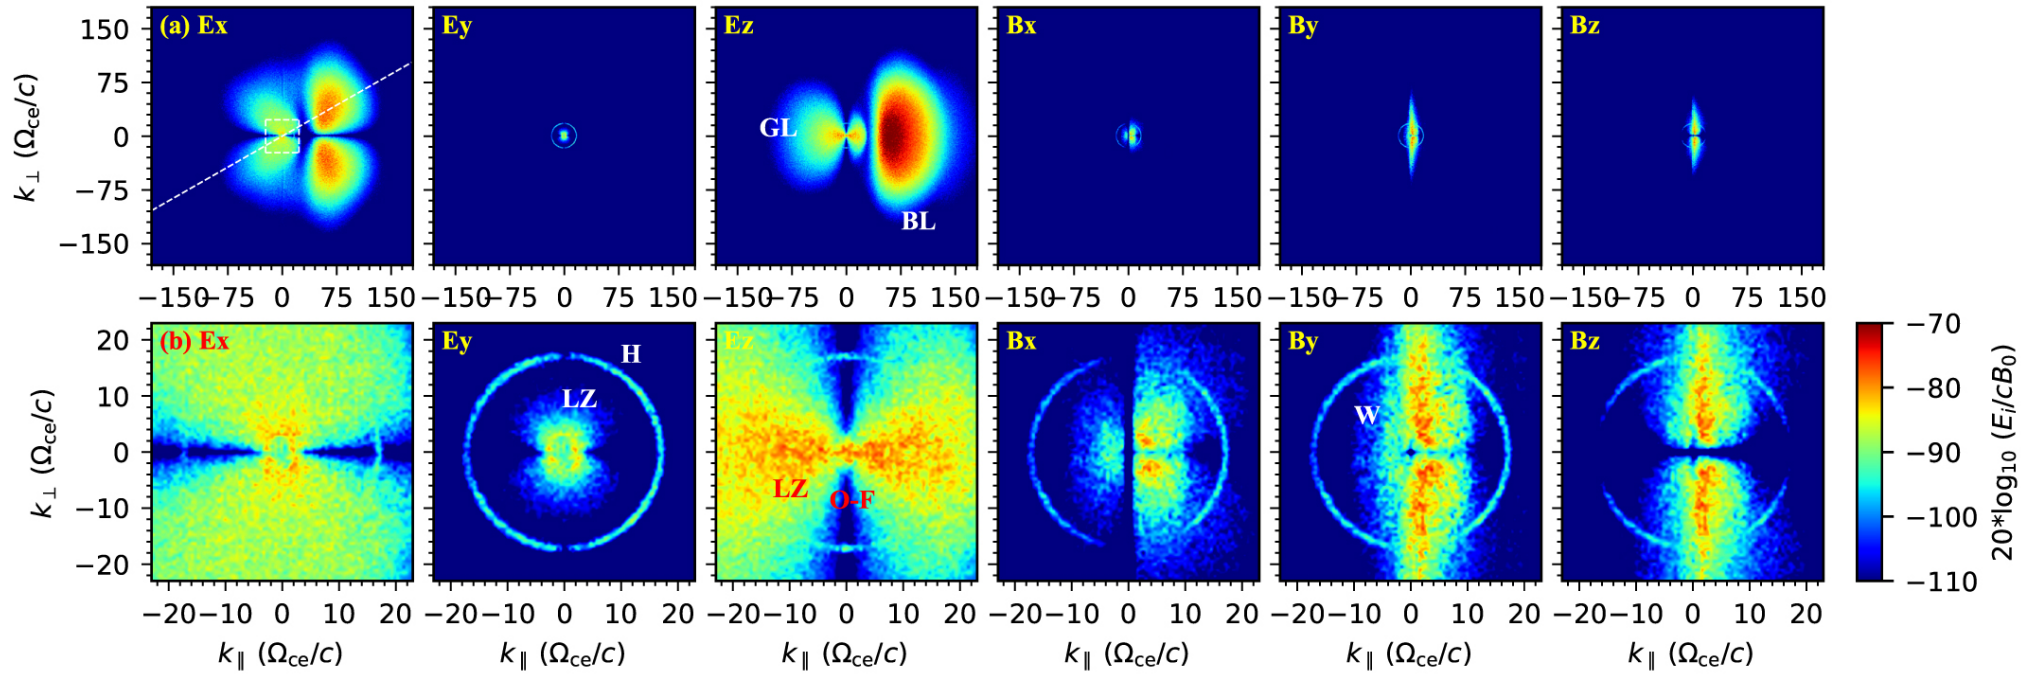 (a) Ex
Ey
Ez
Bx
By
Bz
GL
BL
150
75
0
−75
−150
k⊥ (Ωce/c)
−150 −75 0 75 150
−150 −75 0 75 150
−150 −75 0 75 150
−150 −75 0 75 150
−150 −75 0 75 150
−150 −75 0 75 150
(b) Ex
Ey
Ez
Bx
By
Bz
H
LZ
LZ
O-F
W
20
10
0
−10
−20
k⊥ (Ωce/c)
−20 −10 0 10 20
−20 −10 0 10 20
−20 −10 0 10 20
−20 −10 0 10 20
−20 −10 0 10 20
−20 −10 0 10 20
k∥ (Ωce/c)
k∥ (Ωce/c)
k∥ (Ωce/c)
k∥ (Ωce/c)
k∥ (Ωce/c)
k∥ (Ωce/c)
−70
−80
−90
−100
−110
20*log10 (Ei/cB0)